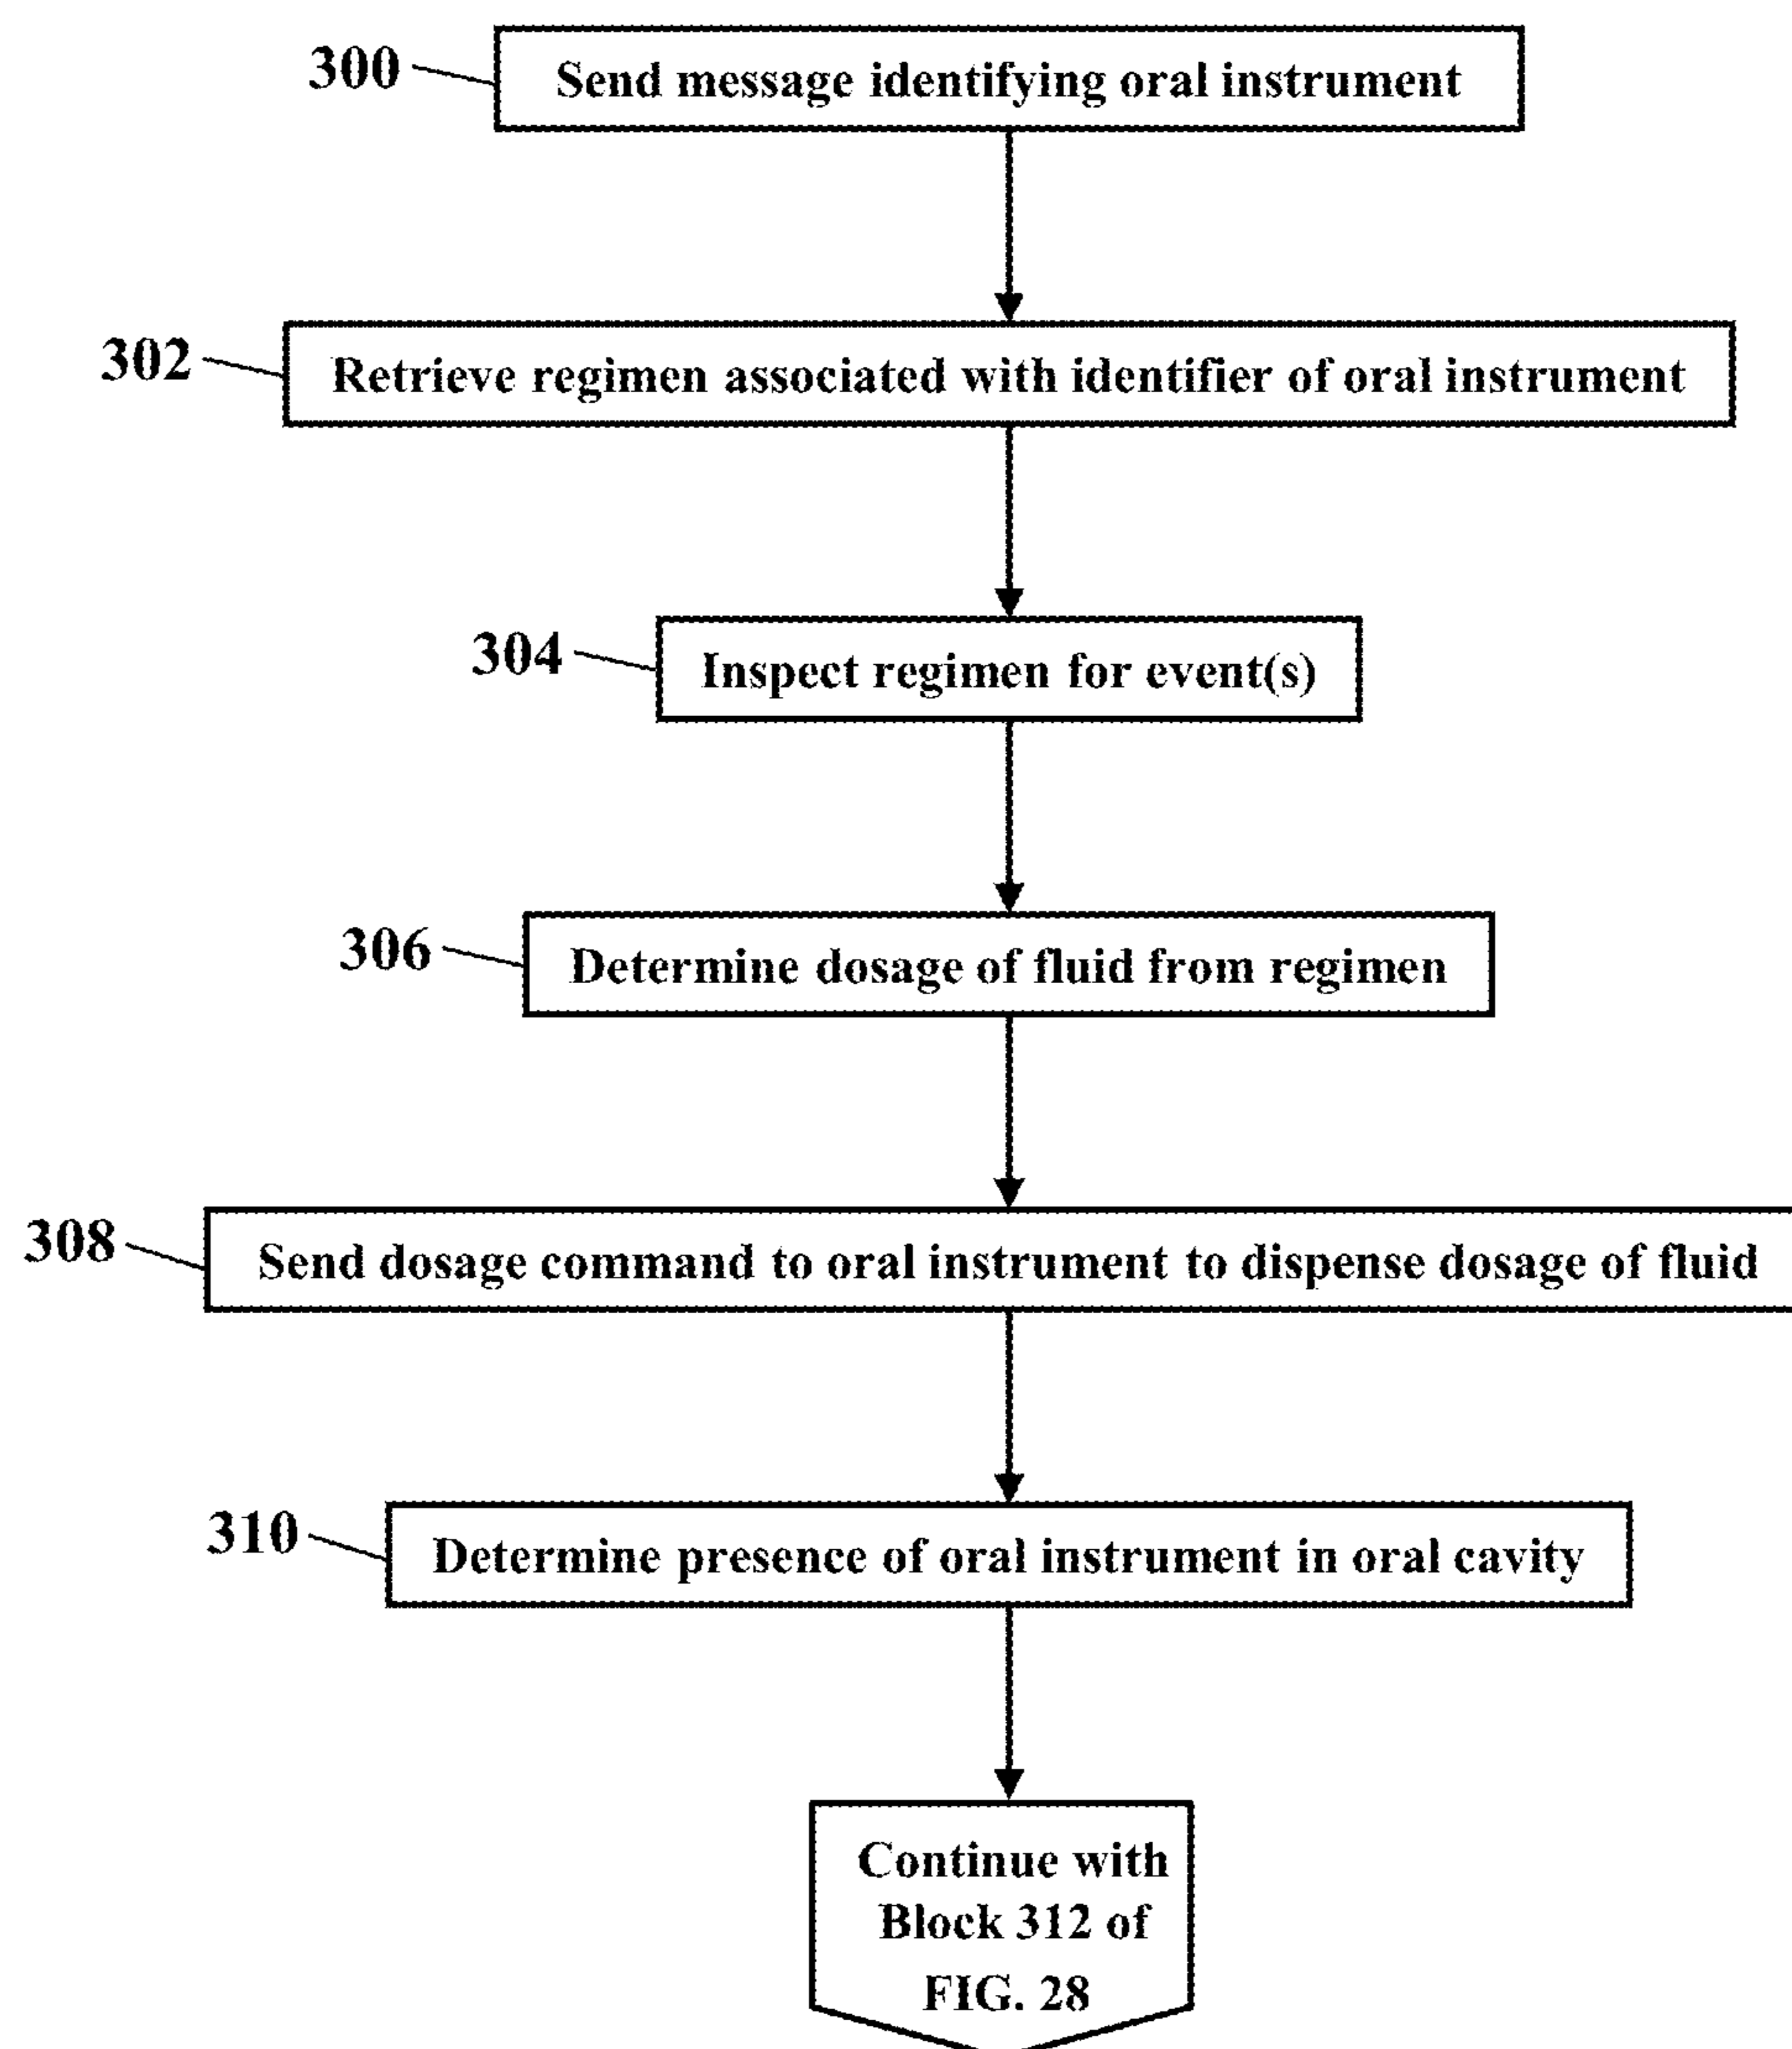 300 Send message identifying oral instrument
302 Retrieve regimen associated with identifier of oral instrument
304 Inspect regimen for event(s)
306 Determine dosage of fluid from regimen
308 Send dosage command to oral instrument to dispense dosage of fluid
310 Determine presence of oral instrument in oral cavity
Continue with
Block 312 of
FIG. 28